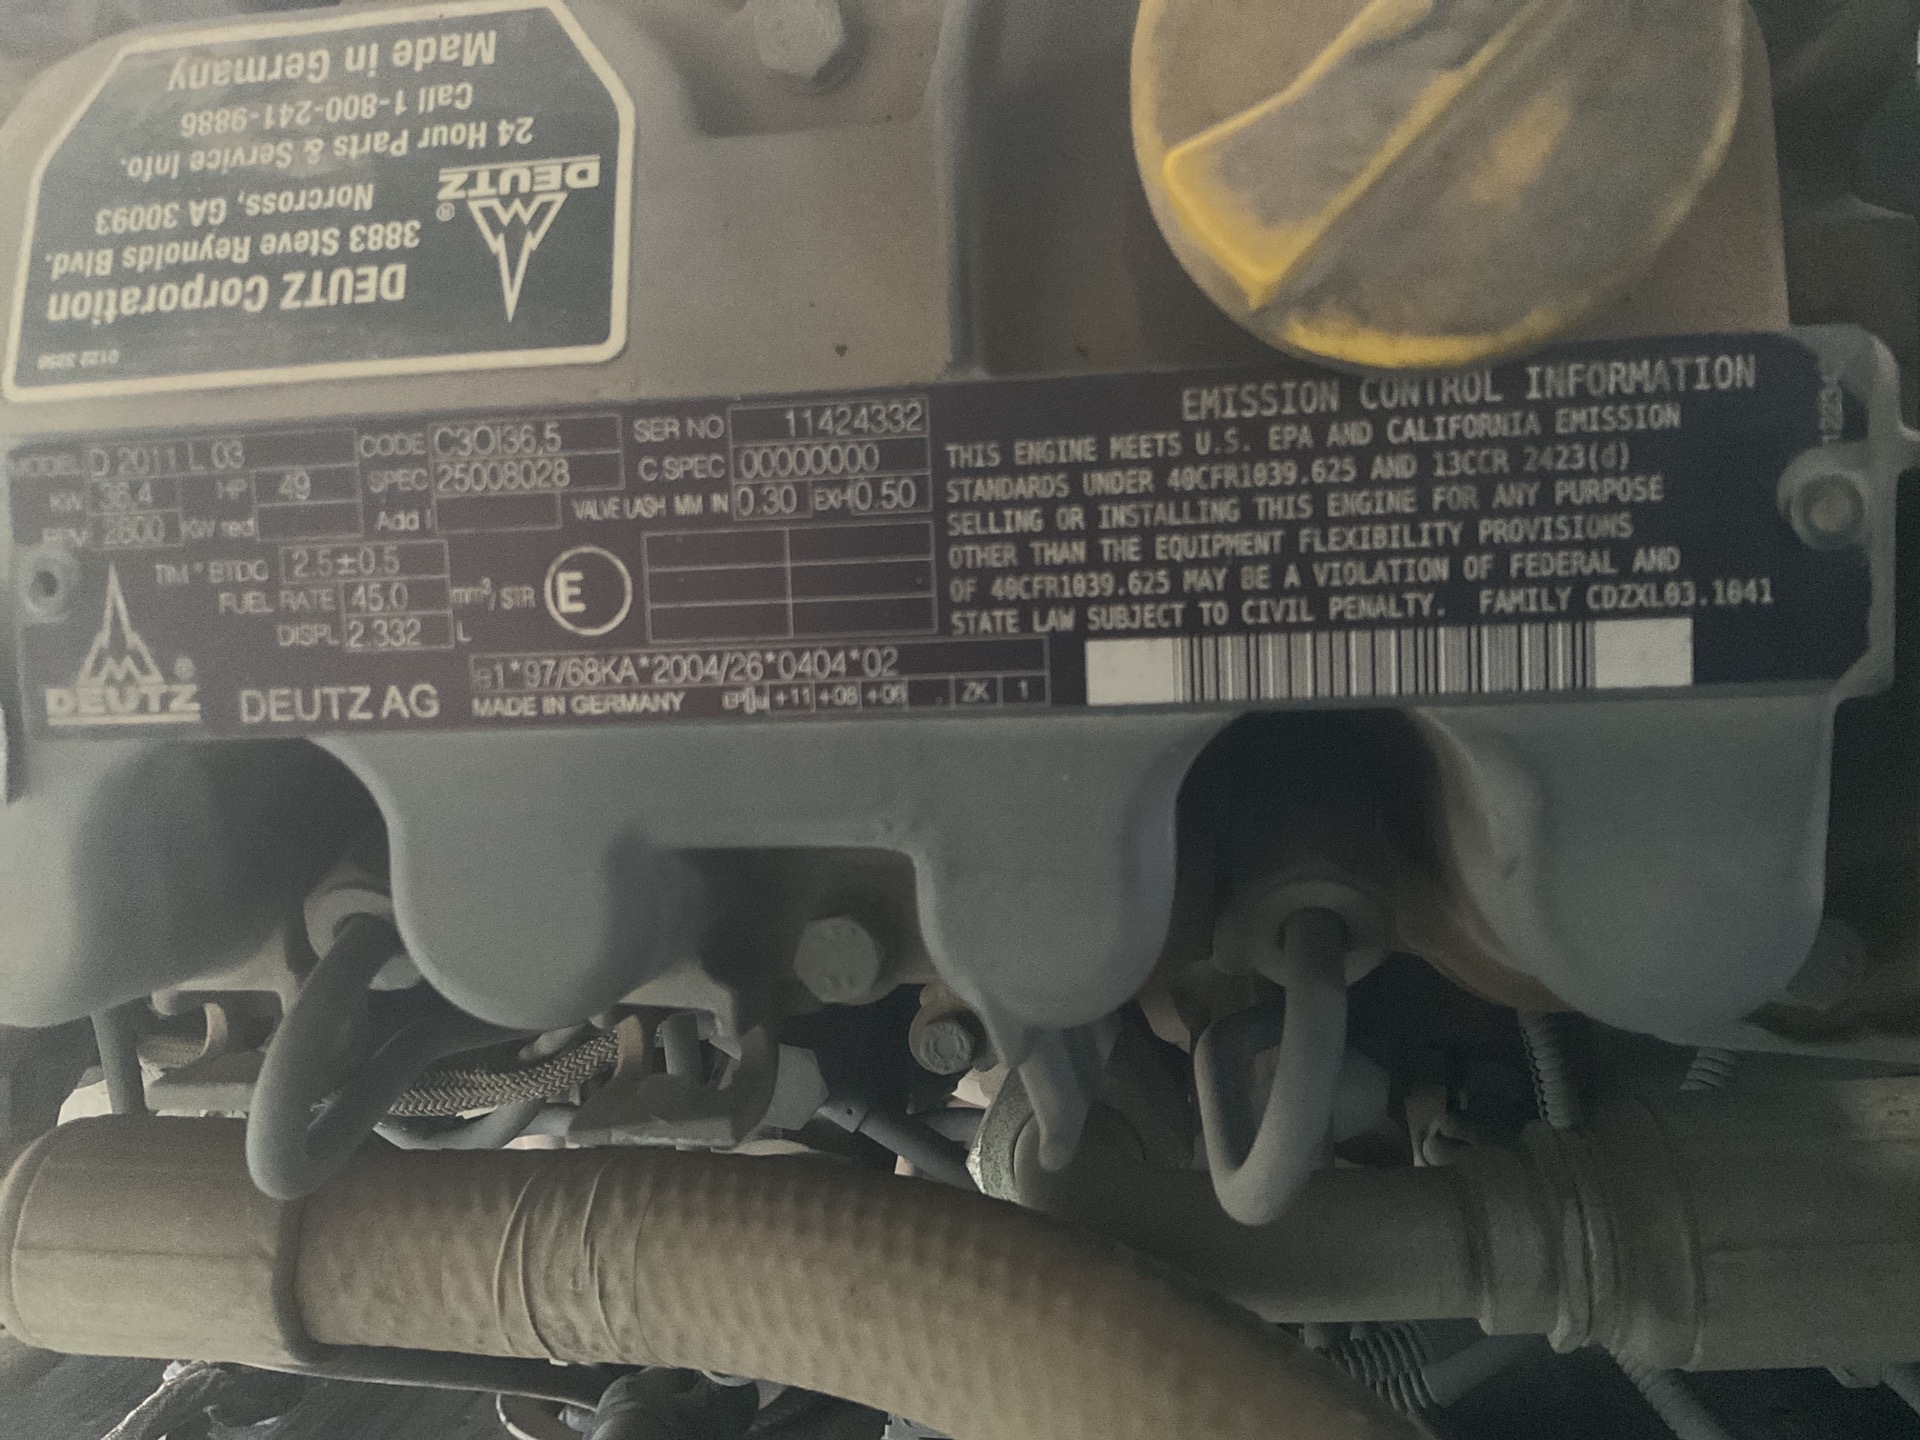 Made in Germany
Call 1-800-241-9886
24 Hour Parts & Service Info.
Norcross, GA 30093
3883 Steve Reynolds Blvd.
DEUTZ Corporation
DEUTZ ®
0122 3298
MODEL D 2011 L 03 CODE C3OI36,5 SER NO 11424332
KW 36.4 HP 49 SPEC 25008028 C.SPEC 00000000
2800 KW red Add I VALVE LASH MM IN 0.30 EXH 0.50
TIM° BTDC 2.5±0.5
FUEL RATE 45.0 mm³/STR E
DISPL 2.332 L
DEUTZ ®
DEUTZ AG
e1*97/68KA*2004/26*0404*02
MADE IN GERMANY +11 +08 +06 ZK 1
EMISSION CONTROL INFORMATION
THIS ENGINE MEETS U.S. EPA AND CALIFORNIA EMISSION
STANDARDS UNDER 40CFR1039.625 AND 13CCR 2423(d)
SELLING OR INSTALLING THIS ENGINE FOR ANY PURPOSE
OTHER THAN THE EQUIPMENT FLEXIBILITY PROVISIONS
OF 40CFR1039.625 MAY BE A VIOLATION OF FEDERAL AND
STATE LAW SUBJECT TO CIVIL PENALTY. FAMILY CDZXL03.1041